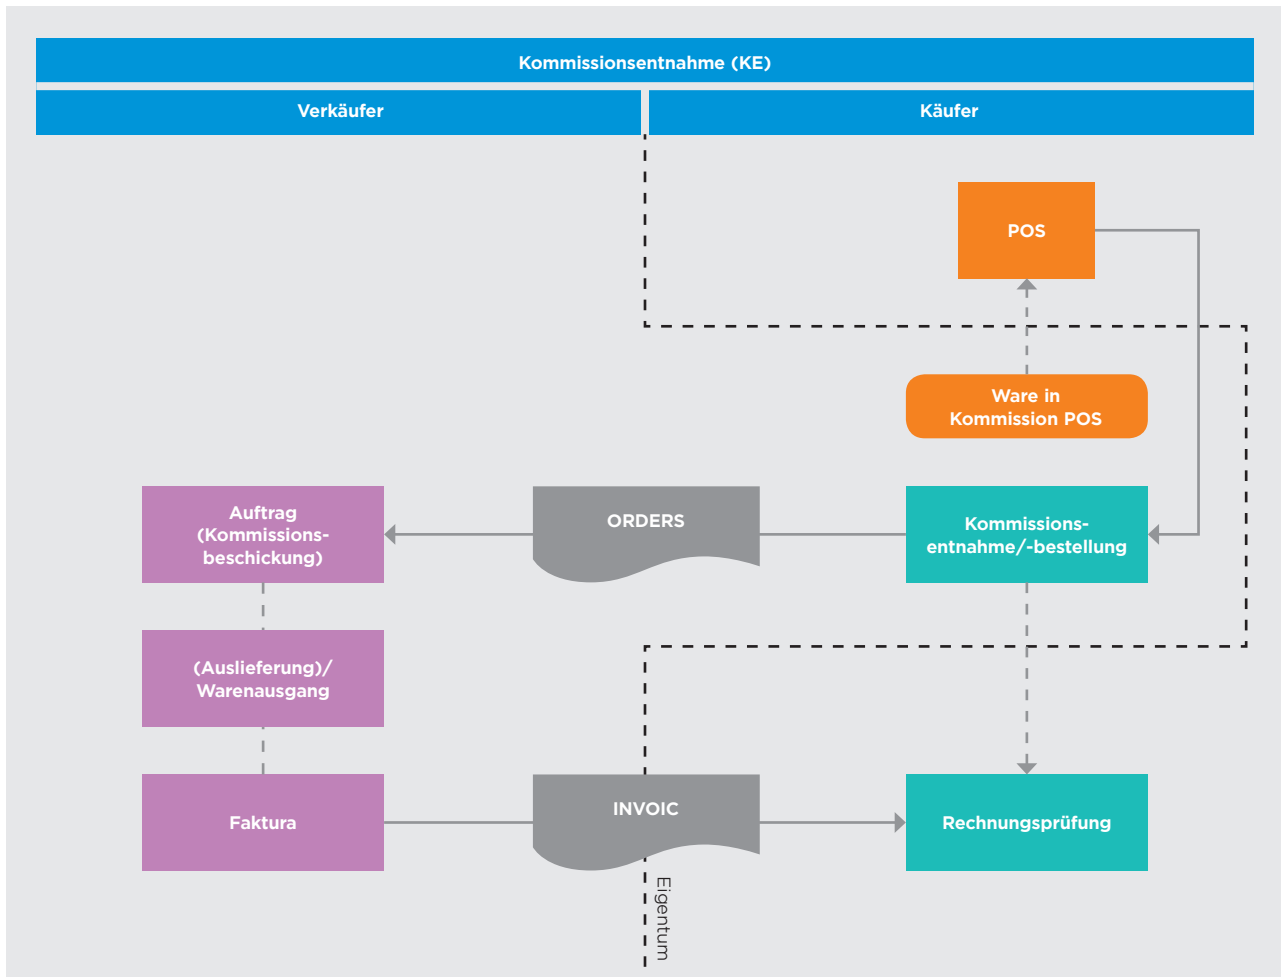 Kommissionsentnahme (KE)
Verkäufer
Käufer
POS
Ware in
Kommission POS
Auftrag
(Kommissions-
beschickung)
ORDERS
Kommissions-
entnahme/-bestellung
(Auslieferung)/
Warenausgang
Faktura
INVOIC
Rechnungsprüfung
Eigentum